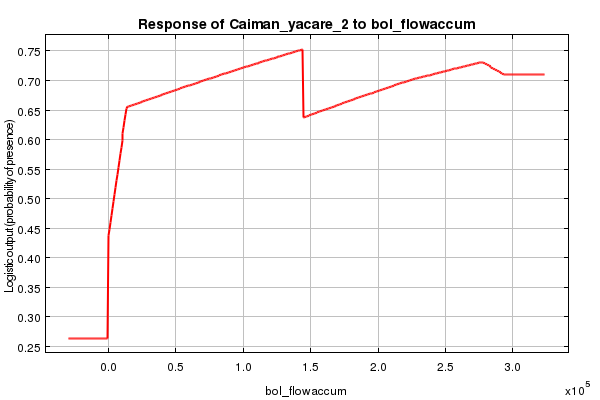 Response of Caiman_yacare_2 to bol_flowaccum
Logistic output (probability of presence)
0.75
0.70
0.65
0.60
0.55
0.50
0.45
0.40
0.35
0.30
0.25
0.0 0.5 1.0 1.5 2.0 2.5 3.0
bol_flowaccum
x10⁵